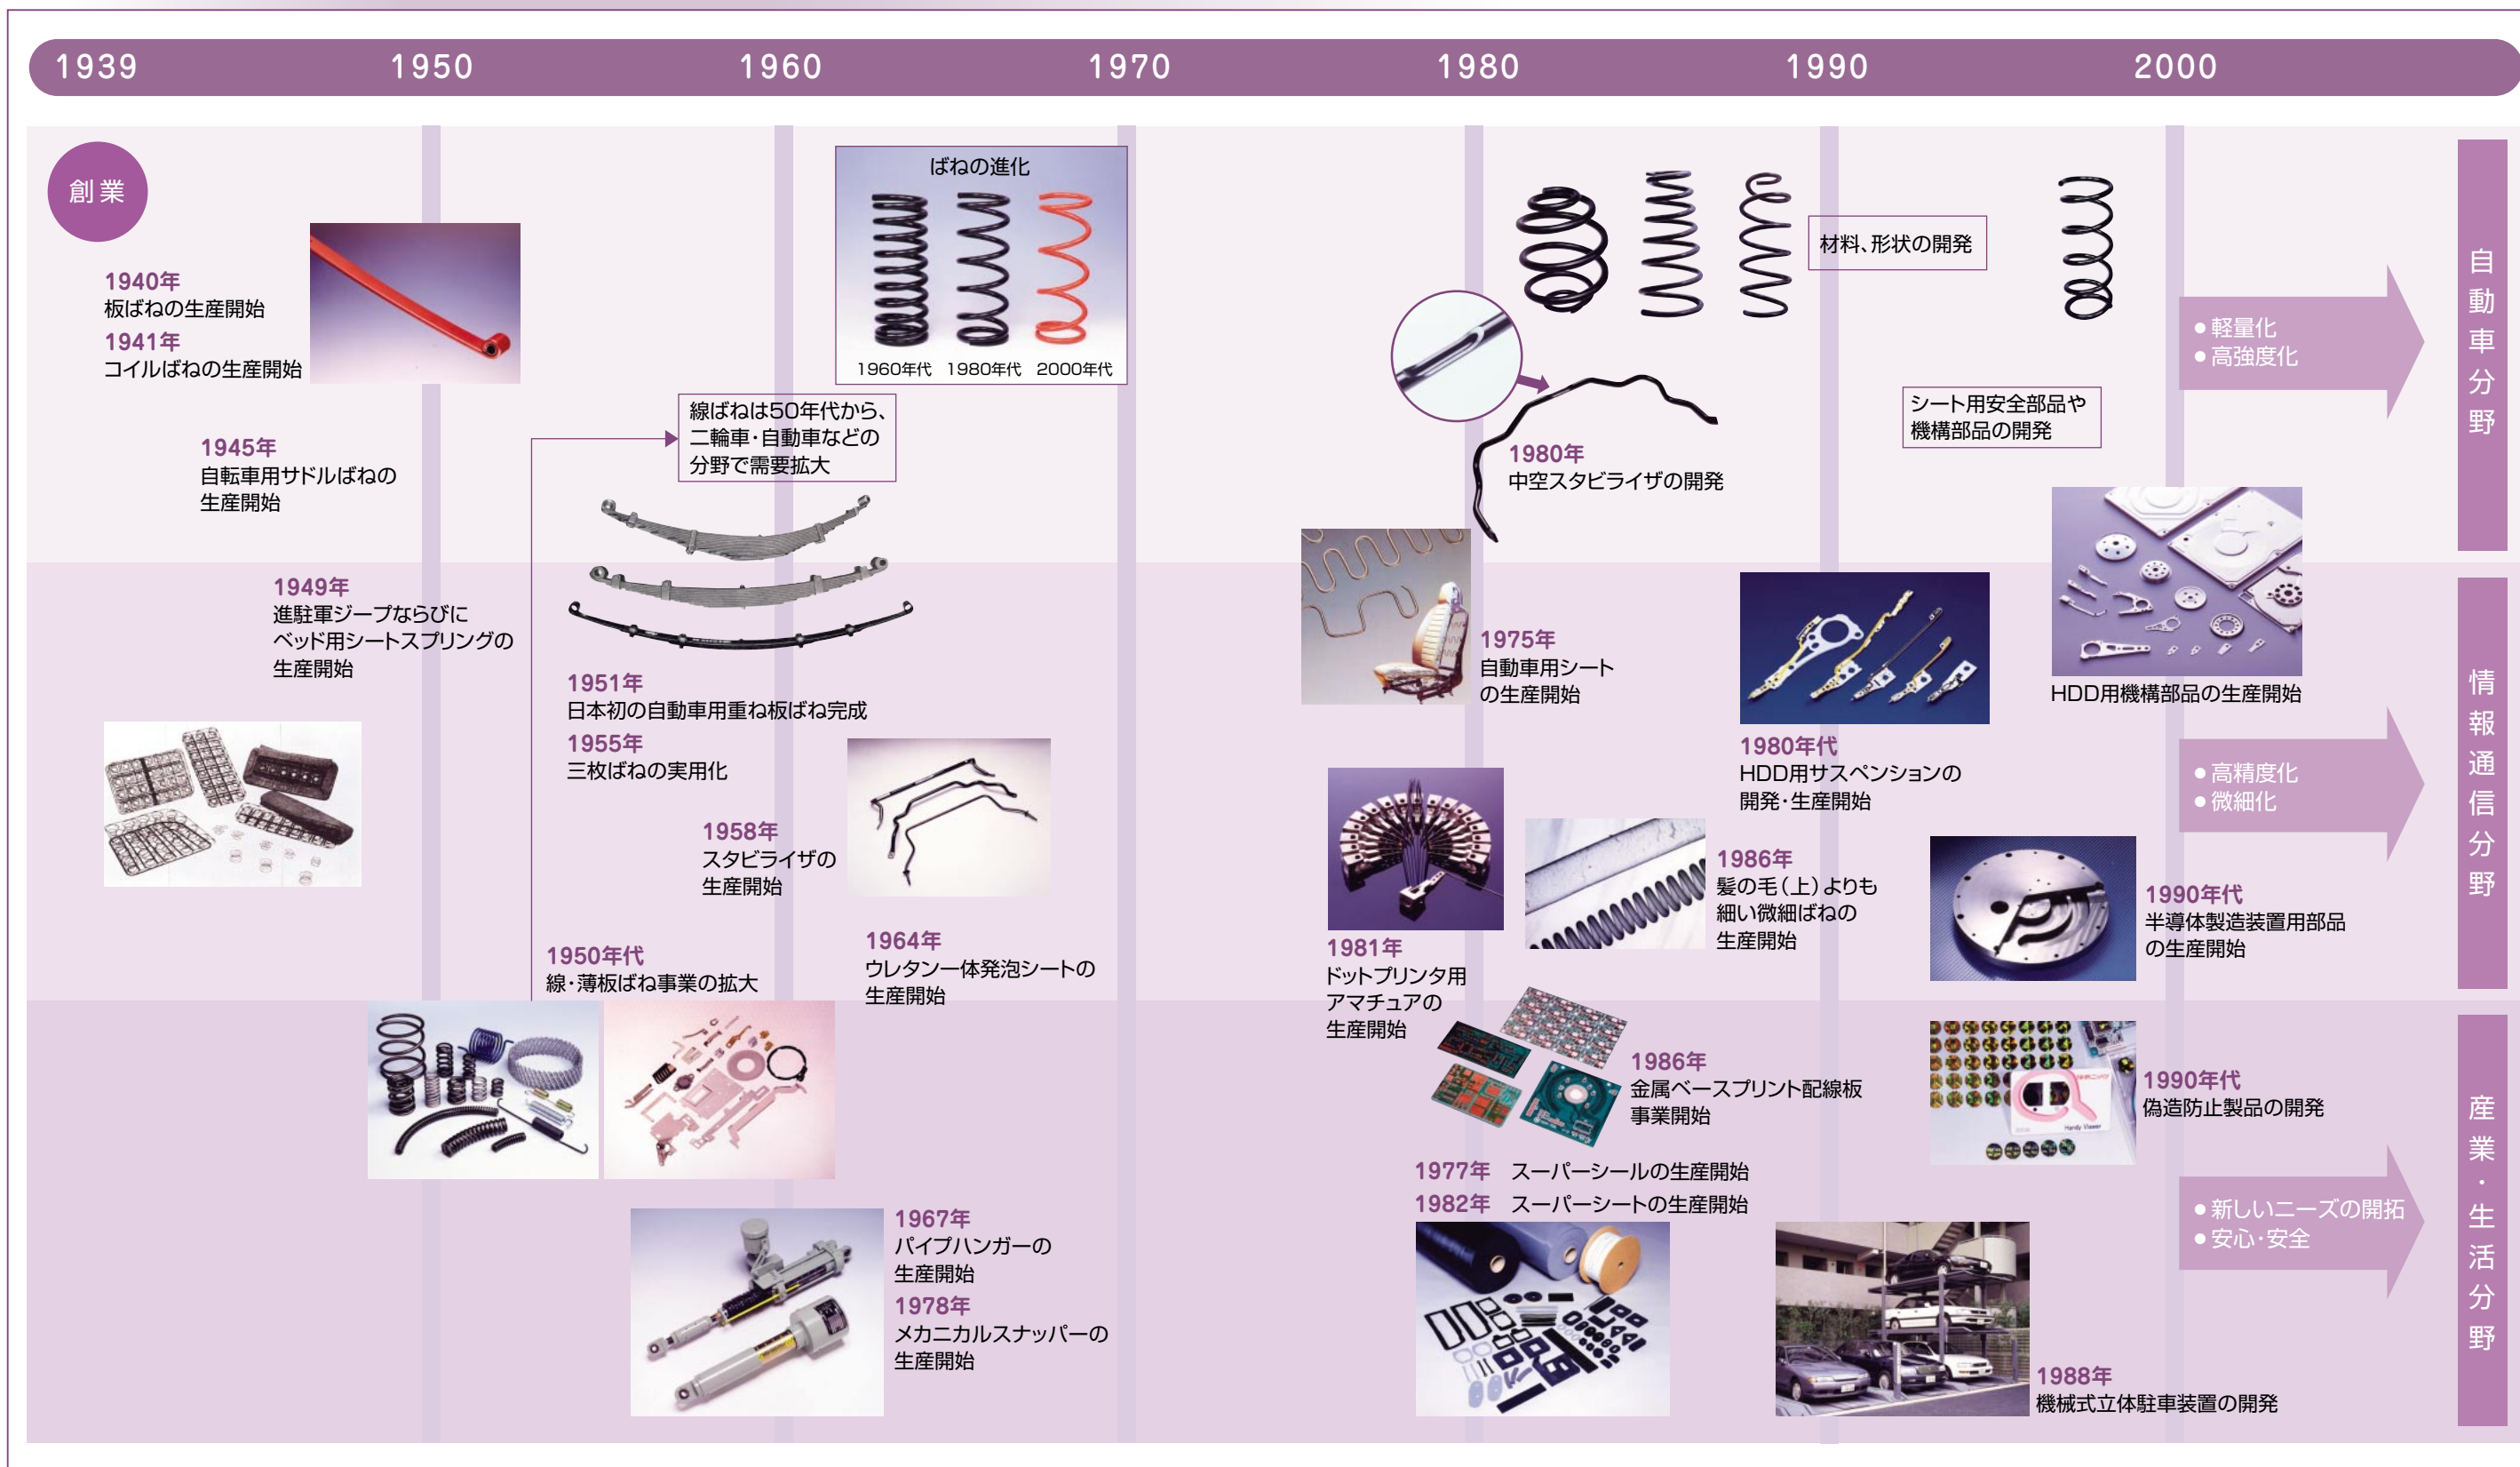 1939
1950
1960
1970
1980
1990
2000
創業
1940年
板ばねの生産開始
1941年
コイルばねの生産開始
1945年
自転車用サドルばねの
生産開始
ばねの進化
1960年代
1980年代
2000年代
線ばねは50年代から、
二輪車・自動車などの
分野で需要拡大
材料、形状の開発
1980年
中空スタビライザの開発
シート用安全部品や
機構部品の開発
●軽量化
●高強度化
自動車分野
1949年
進駐軍ジープならびに
ベッド用シートスプリングの
生産開始
1951年
日本初の自動車用重ね板ばね完成
1955年
三枚ばねの実用化
1958年
スタビライザの
生産開始
1950年代
線・薄板ばね事業の拡大
1964年
ウレタン一体発泡シートの
生産開始
1975年
自動車用シート
の生産開始
1980年代
HDD用サスペンションの
開発・生産開始
HDD用機構部品の生産開始
1981年
ドットプリンタ用
アマチュアの
生産開始
1986年
髪の毛（上）よりも
細い微細ばねの
生産開始
1990年代
半導体製造装置用部品
の生産開始
●高精度化
●微細化
情報通信分野
1986年
金属ベースプリント配線板
事業開始
1990年代
偽造防止製品の開発
Handy Viewer
1977年 スーパーシールの生産開始
1982年 スーパーシートの生産開始
1967年
パイプハンガーの
生産開始
1978年
メカニカルスナッパーの
生産開始
1988年
機械式立体駐車装置の開発
●新しいニーズの開拓
●安心・安全
産業・生活分野